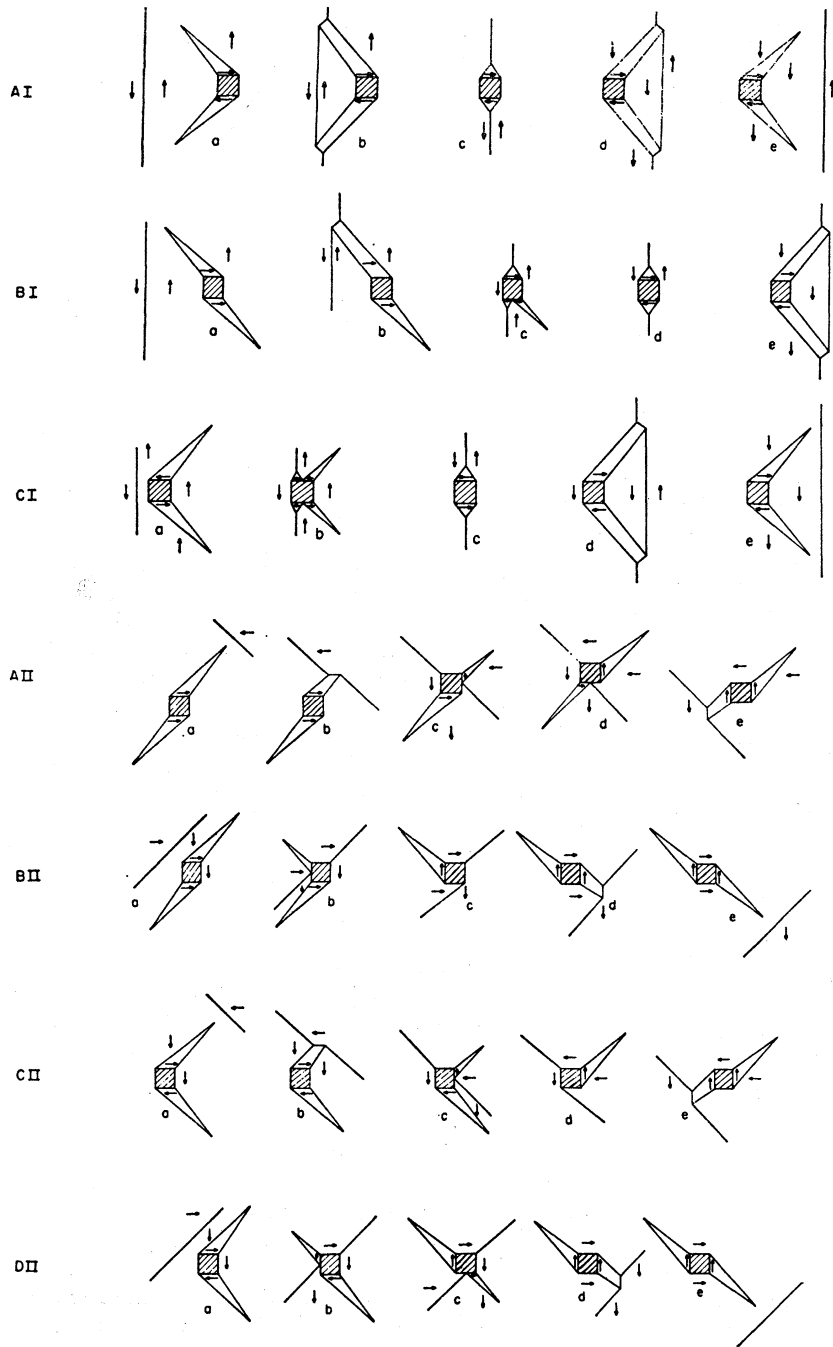 AI a b c d e
BI a b c d e
CI a b c d e
AII a b c d e
BII a b c d e
CII a b c d e
DII a b c d e